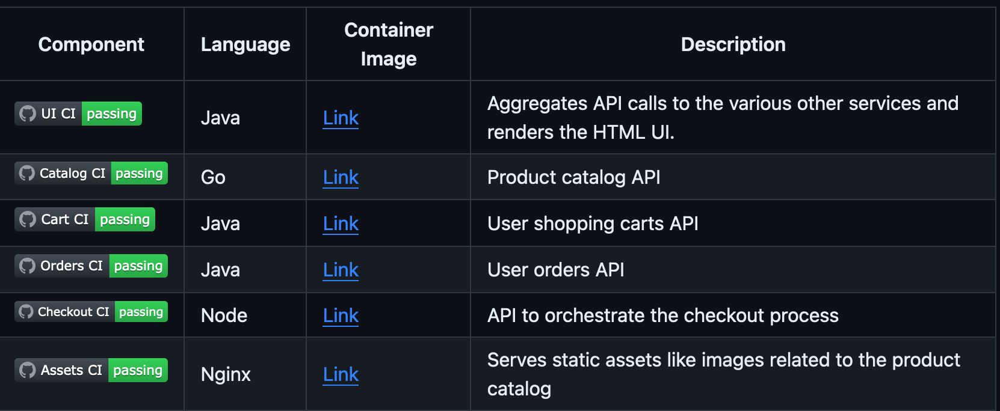 Component
Language
Container
Image
Description
UI CI passing
Java
Link
Aggregates API calls to the various other services and
renders the HTML UI.
Catalog CI passing
Go
Link
Product catalog API
Cart CI passing
Java
Link
User shopping carts API
Orders CI passing
Java
Link
User orders API
Checkout CI passing
Node
Link
API to orchestrate the checkout process
Assets CI passing
Nginx
Link
Serves static assets like images related to the product
catalog